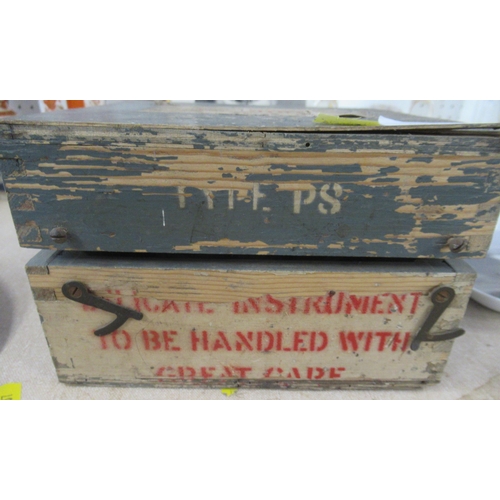 TYPE PS
DELICATE INSTRUMENT
TO BE HANDLED WITH
GREAT CARE